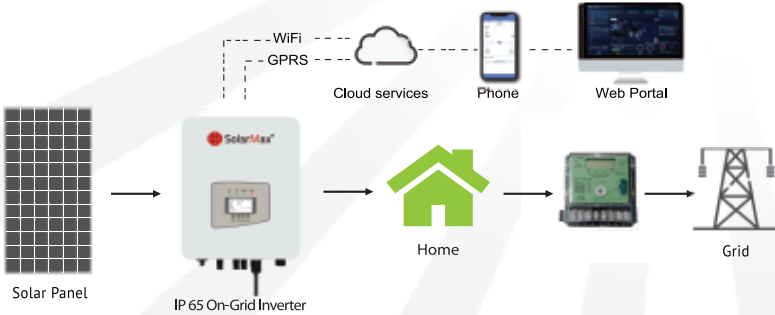 WiFi
GPRS
Cloud services
Phone
Web Portal
SolarMax
Solar Panel
IP 65 On-Grid Inverter
Home
Grid